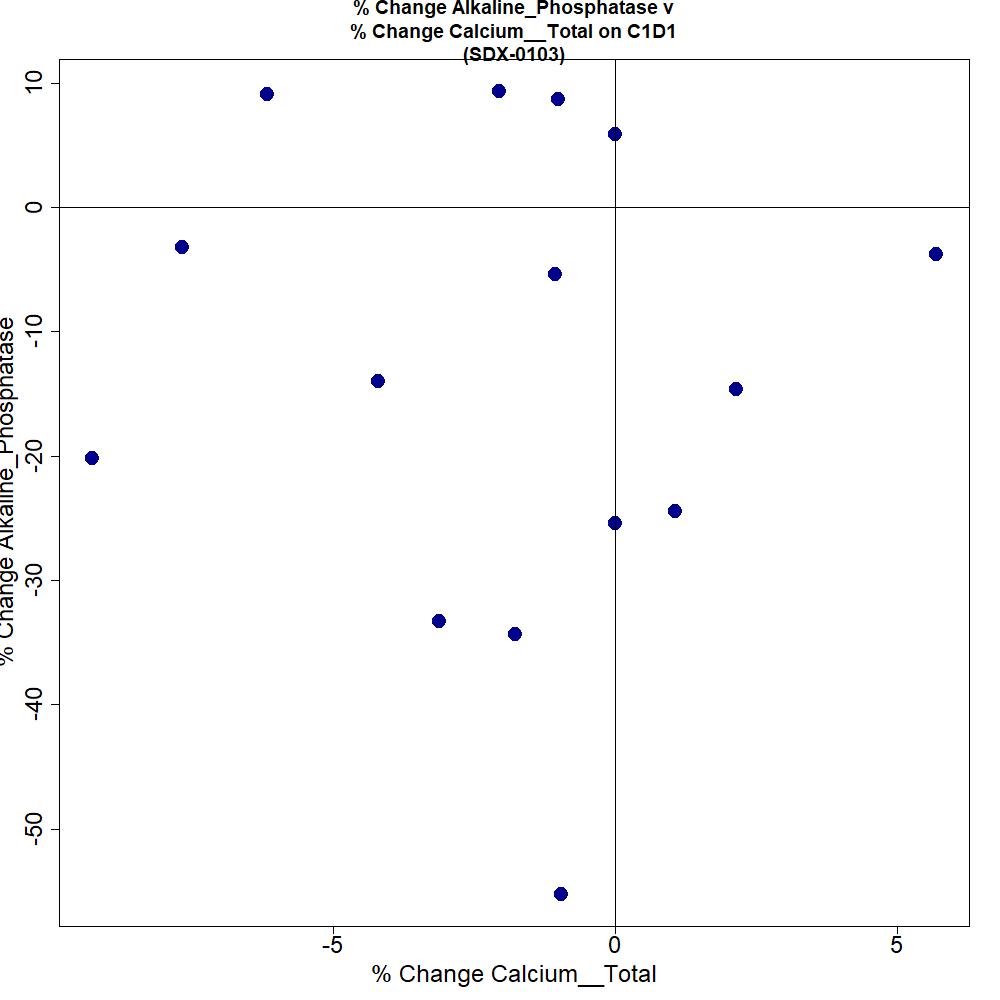 % Change Alkaline_Phosphatase v
% Change Calcium__Total on C1D1
(SDX-0103)
10
0
-10
-20
-30
-40
-50
% Change Alkaline_Phosphatase
-5
0
5
% Change Calcium__Total